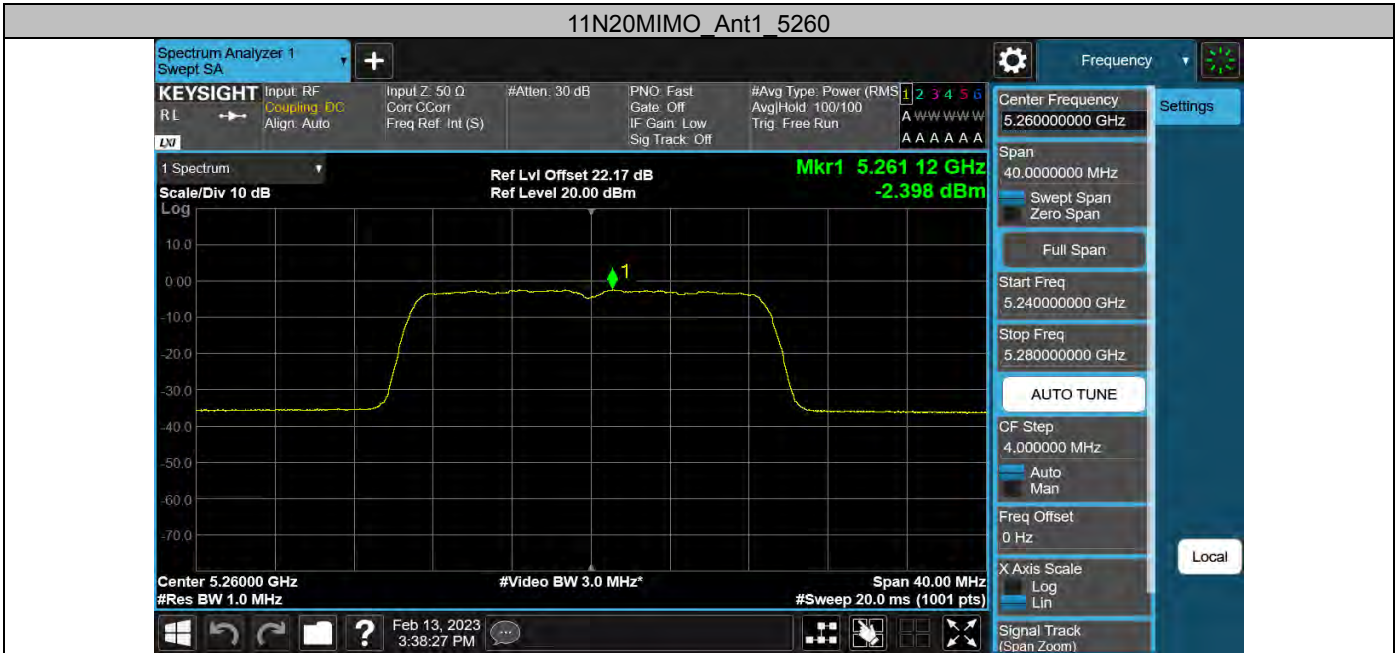 11N20MIMO_Ant1_5260
Spectrum Analyzer 1
Swept SA
Frequency
KEYSIGHT
RL
LXI
Input: RF
Coupling: DC
Align: Auto
Input Z: 50 Ω
Corr CCorr
Freq Ref: Int (S)
#Atten: 30 dB
PNO: Fast
Gate: Off
IF Gain: Low
Sig Track: Off
#Avg Type: Power (RMS
Avg|Hold: 100/100
Trig: Free Run
1 2 3 4 5 6
A W W W W W
A A A A A A
1 Spectrum
Scale/Div 10 dB
Log
Ref Lvl Offset 22.17 dB
Ref Level 20.00 dBm
Mkr1 5.261 12 GHz
-2.398 dBm
1
10.0
0.00
-10.0
-20.0
-30.0
-40.0
-50.0
-60.0
-70.0
Center 5.26000 GHz
#Res BW 1.0 MHz
#Video BW 3.0 MHz*
Span 40.00 MHz
#Sweep 20.0 ms (1001 pts)
Feb 13, 2023
3:38:27 PM
Center Frequency
5.260000000 GHz
Settings
Span
40.0000000 MHz
Swept Span
Zero Span
Full Span
Start Freq
5.240000000 GHz
Stop Freq
5.280000000 GHz
AUTO TUNE
CF Step
4.000000 MHz
Auto
Man
Freq Offset
0 Hz
X Axis Scale
Log
Lin
Local
Signal Track
(Span Zoom)